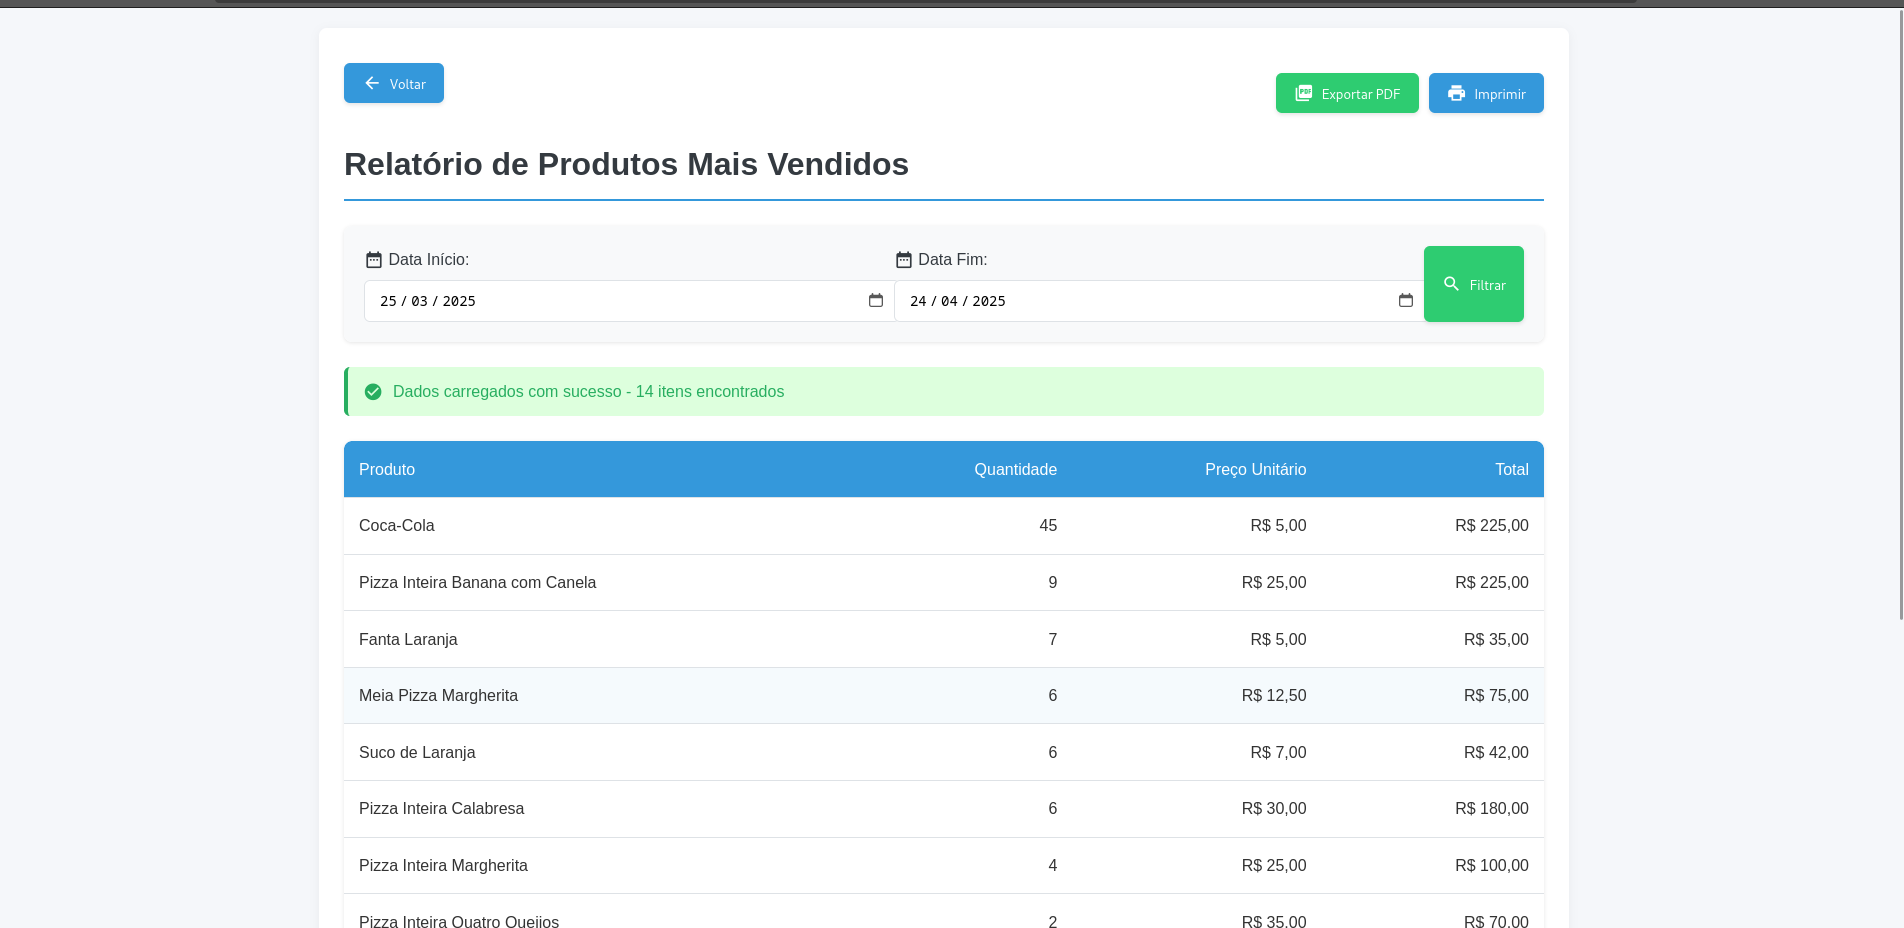 Voltar
Exportar PDF
Imprimir
Relatório de Produtos Mais Vendidos
Data Início:
Data Fim:
25 / 03 / 2025
24 / 04 / 2025
Filtrar
Dados carregados com sucesso - 14 itens encontrados
Produto Quantidade Preço Unitário Total
Coca-Cola 45 R$ 5,00 R$ 225,00
Pizza Inteira Banana com Canela 9 R$ 25,00 R$ 225,00
Fanta Laranja 7 R$ 5,00 R$ 35,00
Meia Pizza Margherita 6 R$ 12,50 R$ 75,00
Suco de Laranja 6 R$ 7,00 R$ 42,00
Pizza Inteira Calabresa 6 R$ 30,00 R$ 180,00
Pizza Inteira Margherita 4 R$ 25,00 R$ 100,00
Pizza Inteira Quatro Queijos 2 R$ 35,00 R$ 70,00